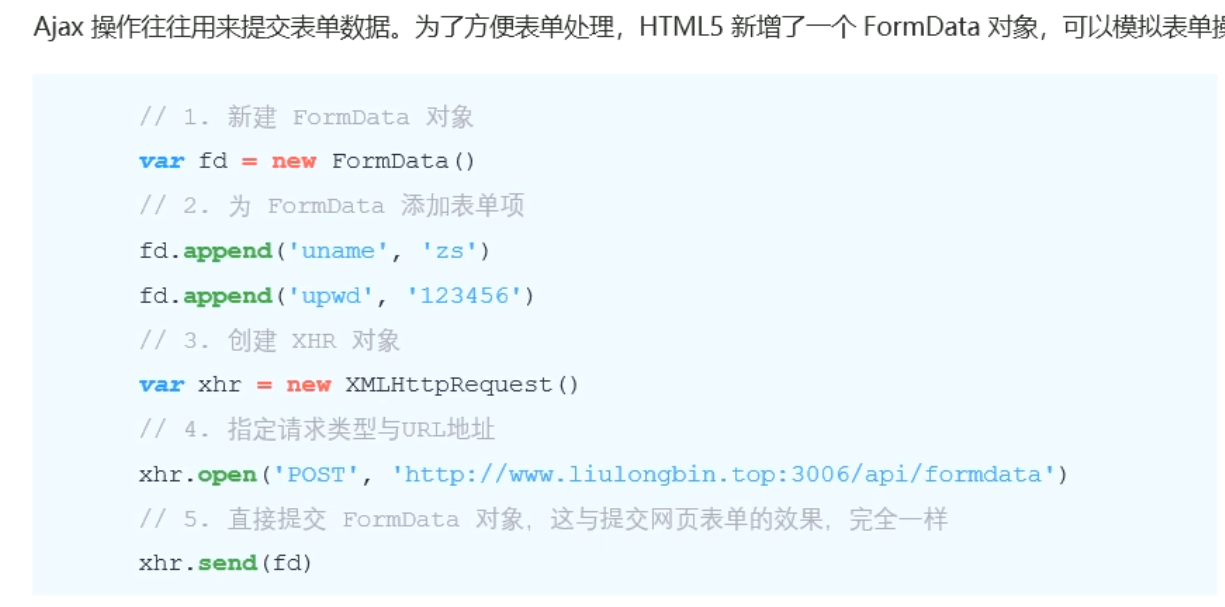 Ajax 操作往往用来提交表单数据。为了方便表单处理，HTML5 新增了一个 FormData 对象，可以模拟表单操
// 1. 新建 FormData 对象
var fd = new FormData()
// 2. 为 FormData 添加表单项
fd.append('uname', 'zs')
fd.append('upwd', '123456')
// 3. 创建 XHR 对象
var xhr = new XMLHttpRequest()
// 4. 指定请求类型与URL地址
xhr.open('POST', 'http://www.liulongbin.top:3006/api/formdata')
// 5. 直接提交 FormData 对象，这与提交网页表单的效果，完全一样
xhr.send(fd)